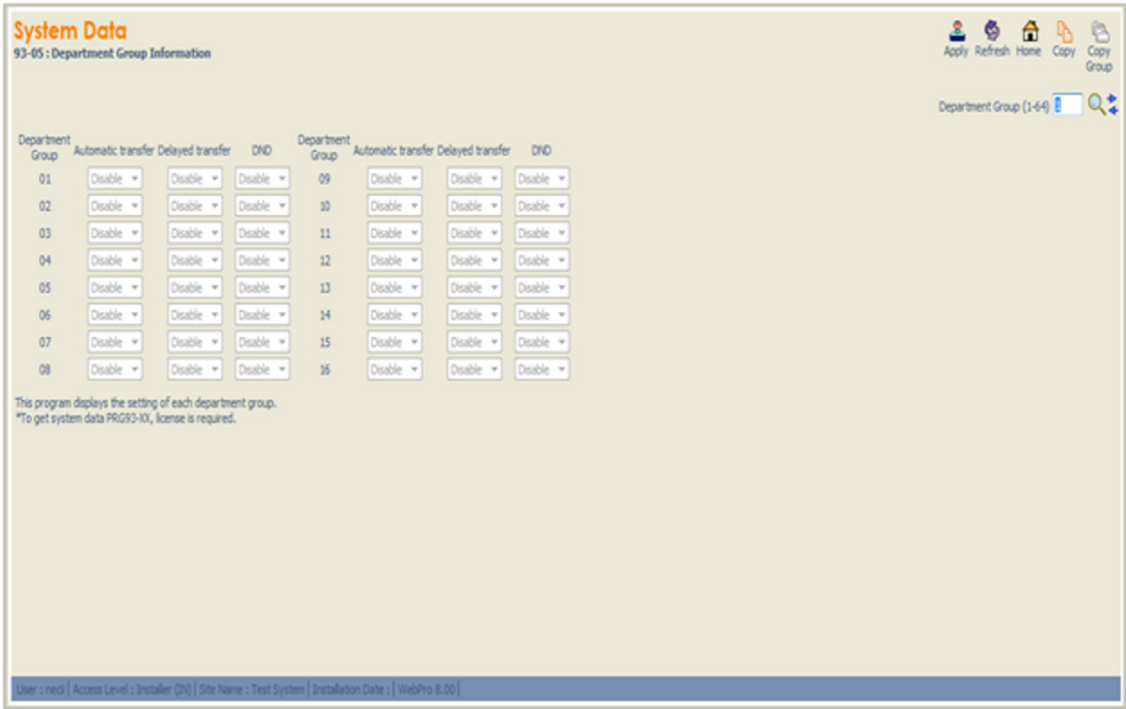 System Data
93-05 : Department Group Information
Apply Refresh Home Copy Copy Group
Department Group (1-64) 1
Department Group Automatic transfer Delayed transfer DND Department Group Automatic transfer Delayed transfer DND
01 Disable Disable Disable 09 Disable Disable Disable
02 Disable Disable Disable 10 Disable Disable Disable
03 Disable Disable Disable 11 Disable Disable Disable
04 Disable Disable Disable 12 Disable Disable Disable
05 Disable Disable Disable 13 Disable Disable Disable
06 Disable Disable Disable 14 Disable Disable Disable
07 Disable Disable Disable 15 Disable Disable Disable
08 Disable Disable Disable 16 Disable Disable Disable
This program displays the setting of each department group.
*To get system data PRG93-XX, license is required.
User : necii | Access Level : Installer (IN) | Site Name : Test System | Installation Date : | WebPro 8.00 |